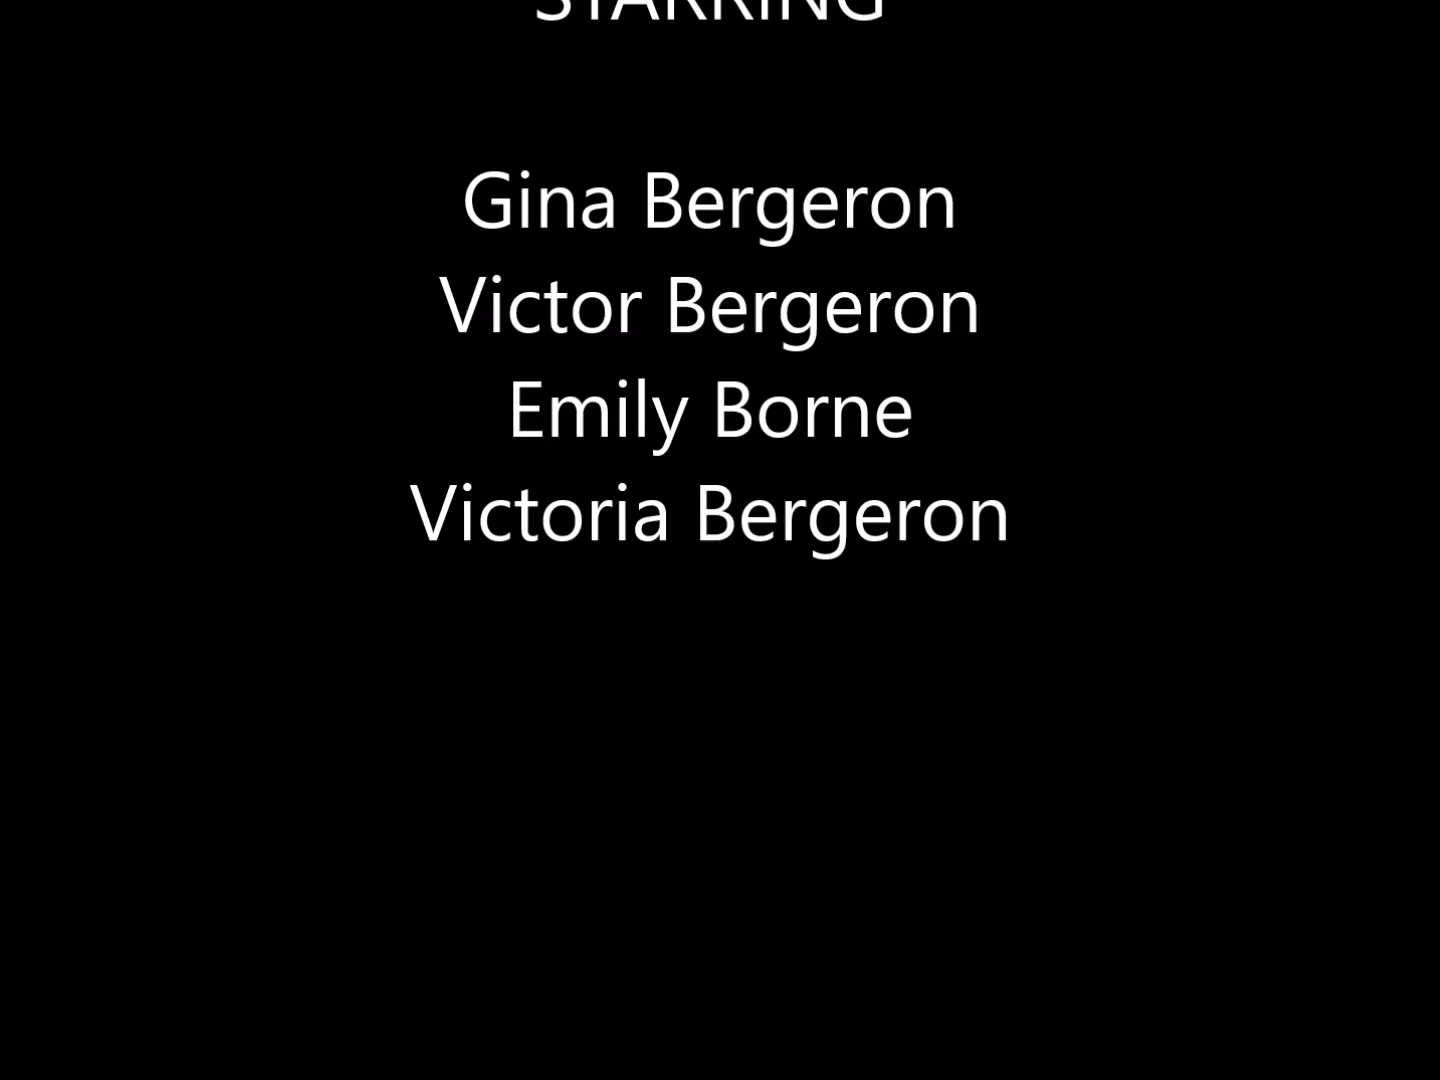 STARRING
Gina Bergeron
Victor Bergeron
Emily Borne
Victoria Bergeron